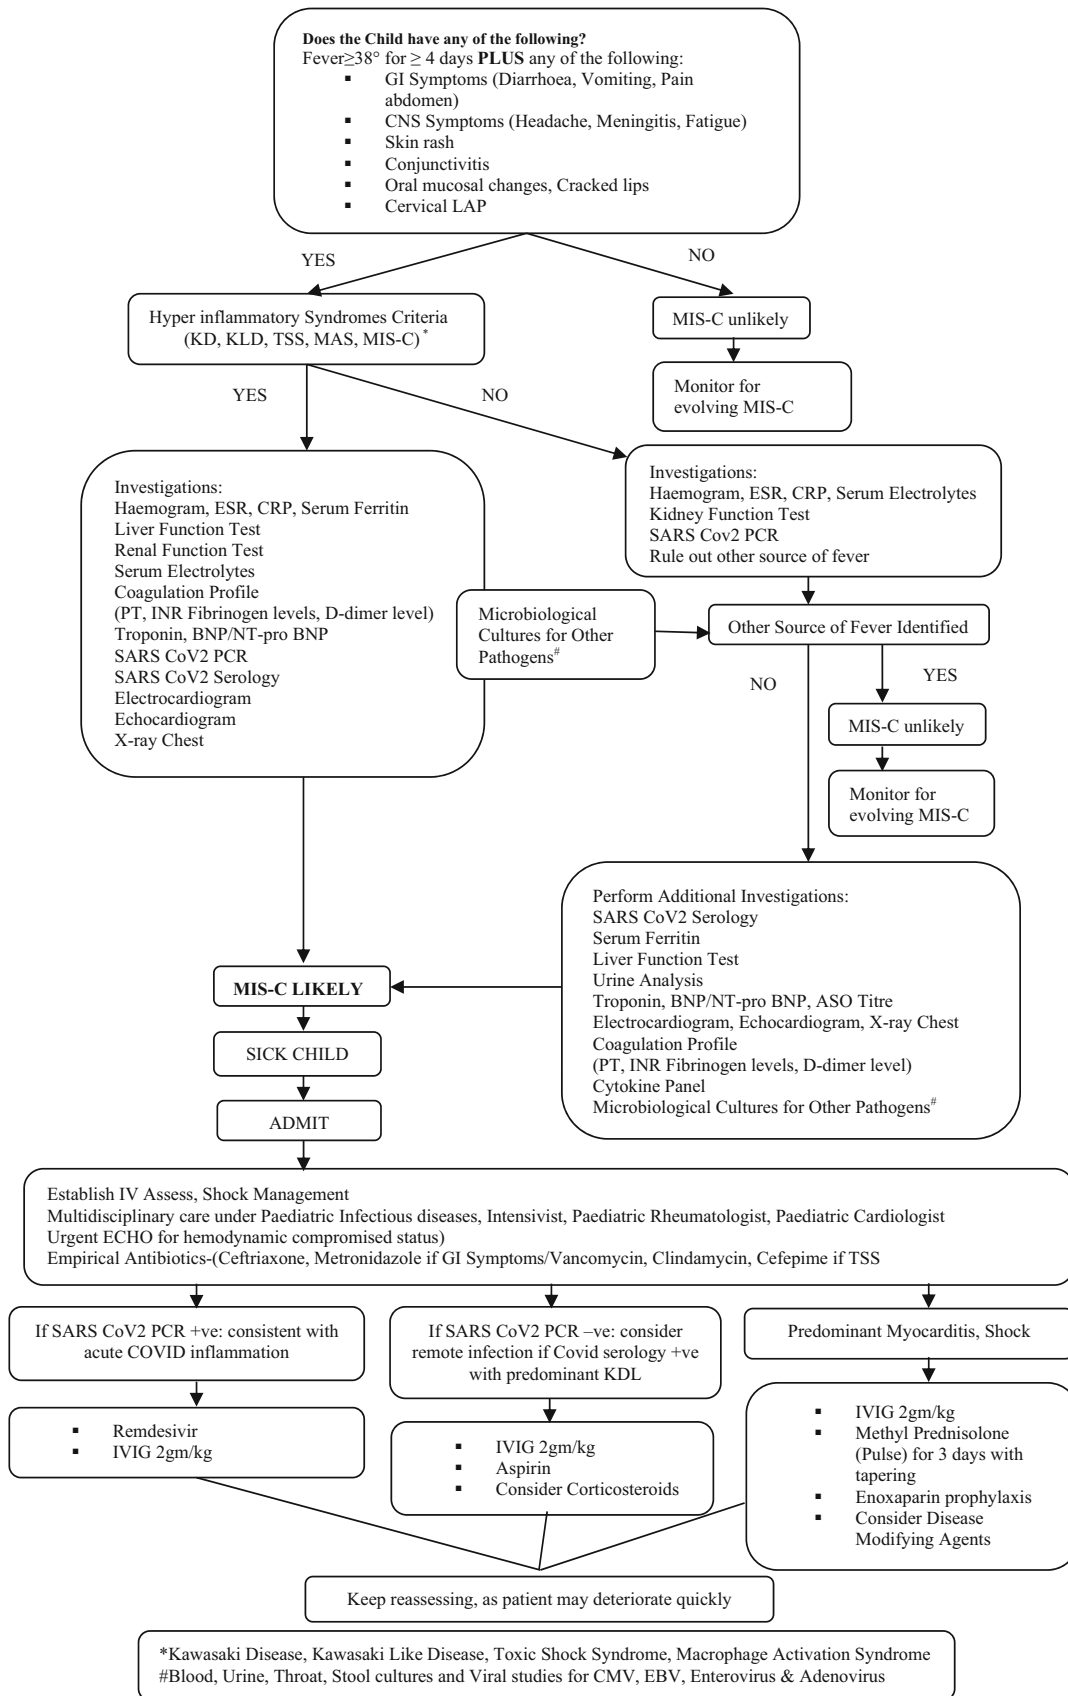 Does the Child have any of the following?
Fever≥38° for ≥ 4 days PLUS any of the following:
▪ GI Symptoms (Diarrhoea, Vomiting, Pain
abdomen)
▪ CNS Symptoms (Headache, Meningitis, Fatigue)
▪ Skin rash
▪ Conjunctivitis
▪ Oral mucosal changes, Cracked lips
▪ Cervical LAP
YES
NO
Hyper inflammatory Syndromes Criteria
(KD, KLD, TSS, MAS, MIS-C) *
MIS-C unlikely
Monitor for
evolving MIS-C
YES
NO
Investigations:
Haemogram, ESR, CRP, Serum Ferritin
Liver Function Test
Renal Function Test
Serum Electrolytes
Coagulation Profile
(PT, INR Fibrinogen levels, D-dimer level)
Troponin, BNP/NT-pro BNP
SARS CoV2 PCR
SARS CoV2 Serology
Electrocardiogram
Echocardiogram
X-ray Chest
Investigations:
Haemogram, ESR, CRP, Serum Electrolytes
Kidney Function Test
SARS Cov2 PCR
Rule out other source of fever
Microbiological
Cultures for Other
Pathogens#
Other Source of Fever Identified
NO
YES
MIS-C unlikely
Monitor for
evolving MIS-C
Perform Additional Investigations:
SARS CoV2 Serology
Serum Ferritin
Liver Function Test
Urine Analysis
Troponin, BNP/NT-pro BNP, ASO Titre
Electrocardiogram, Echocardiogram, X-ray Chest
Coagulation Profile
(PT, INR Fibrinogen levels, D-dimer level)
Cytokine Panel
Microbiological Cultures for Other Pathogens#
MIS-C LIKELY
SICK CHILD
ADMIT
Establish IV Assess, Shock Management
Multidisciplinary care under Paediatric Infectious diseases, Intensivist, Paediatric Rheumatologist, Paediatric Cardiologist
Urgent ECHO for hemodynamic compromised status)
Empirical Antibiotics-(Ceftriaxone, Metronidazole if GI Symptoms/Vancomycin, Clindamycin, Cefepime if TSS
If SARS CoV2 PCR +ve: consistent with
acute COVID inflammation
If SARS CoV2 PCR –ve: consider
remote infection if Covid serology +ve
with predominant KDL
Predominant Myocarditis, Shock
▪ Remdesivir
▪ IVIG 2gm/kg
▪ IVIG 2gm/kg
▪ Aspirin
▪ Consider Corticosteroids
▪ IVIG 2gm/kg
▪ Methyl Prednisolone
(Pulse) for 3 days with
tapering
▪ Enoxaparin prophylaxis
▪ Consider Disease
Modifying Agents
Keep reassessing, as patient may deteriorate quickly
*Kawasaki Disease, Kawasaki Like Disease, Toxic Shock Syndrome, Macrophage Activation Syndrome
#Blood, Urine, Throat, Stool cultures and Viral studies for CMV, EBV, Enterovirus & Adenovirus